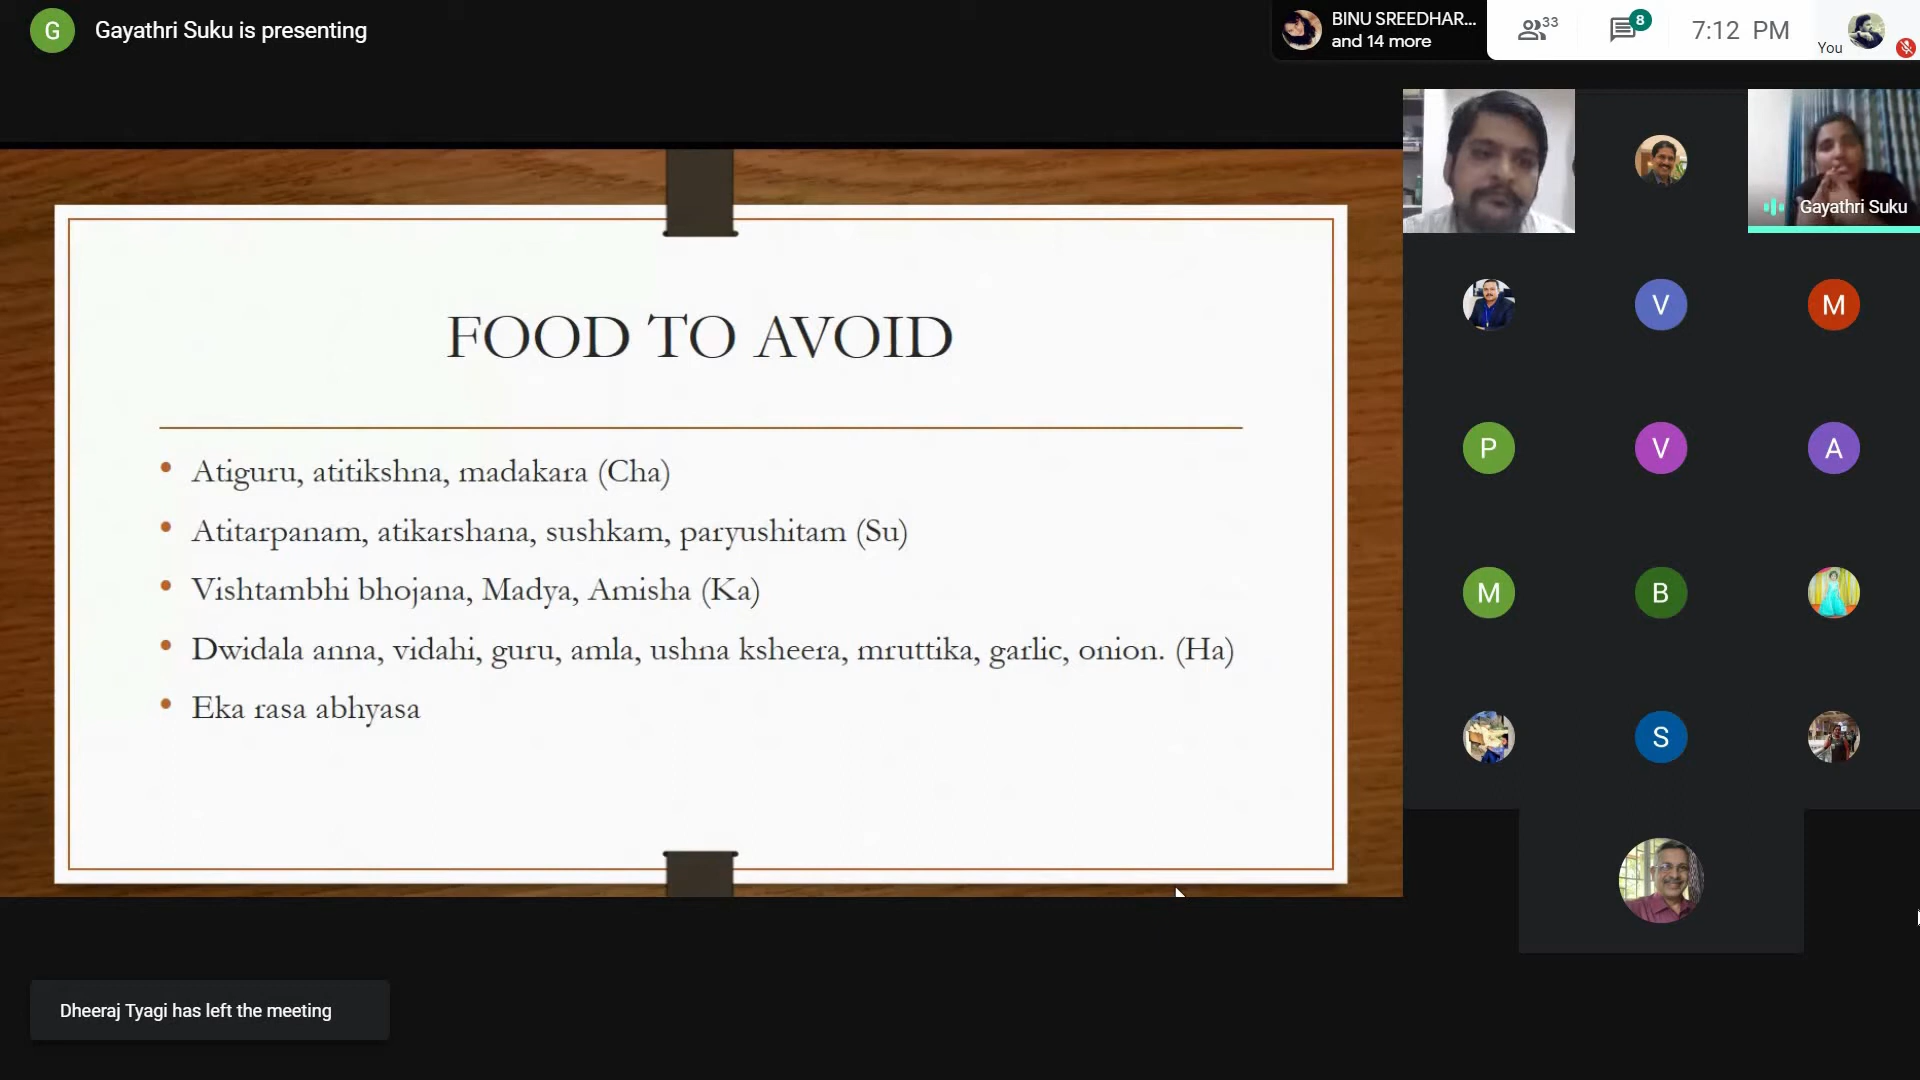 G
Gayathri Suku is presenting
BINU SREEDHAR...
and 14 more
33
8
7:12 PM
You
Gayathri Suku
FOOD TO AVOID
• Atiguru, atitikshna, madakara (Cha)
• Atitarpanam, atikarshana, sushkam, paryushitam (Su)
• Vishtambhi bhojana, Madya, Amisha (Ka)
• Dwidala anna, vidahi, guru, amla, ushna ksheera, mruttika, garlic, onion. (Ha)
• Eka rasa abhyasa
V
M
P
V
A
M
B
S
Dheeraj Tyagi has left the meeting